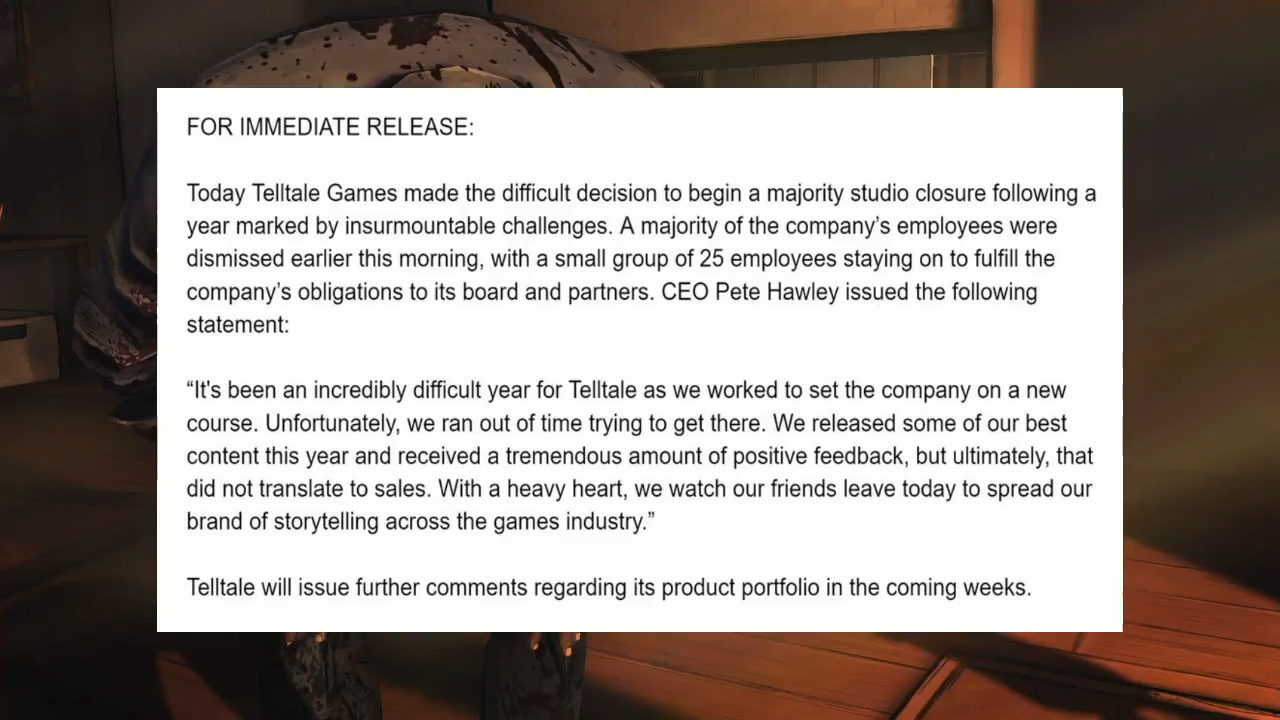 FOR IMMEDIATE RELEASE:
Today Telltale Games made the difficult decision to begin a majority studio closure following a
year marked by insurmountable challenges. A majority of the company’s employees were
dismissed earlier this morning, with a small group of 25 employees staying on to fulfill the
company’s obligations to its board and partners. CEO Pete Hawley issued the following
statement:
“It's been an incredibly difficult year for Telltale as we worked to set the company on a new
course. Unfortunately, we ran out of time trying to get there. We released some of our best
content this year and received a tremendous amount of positive feedback, but ultimately, that
did not translate to sales. With a heavy heart, we watch our friends leave today to spread our
brand of storytelling across the games industry.”
Telltale will issue further comments regarding its product portfolio in the coming weeks.